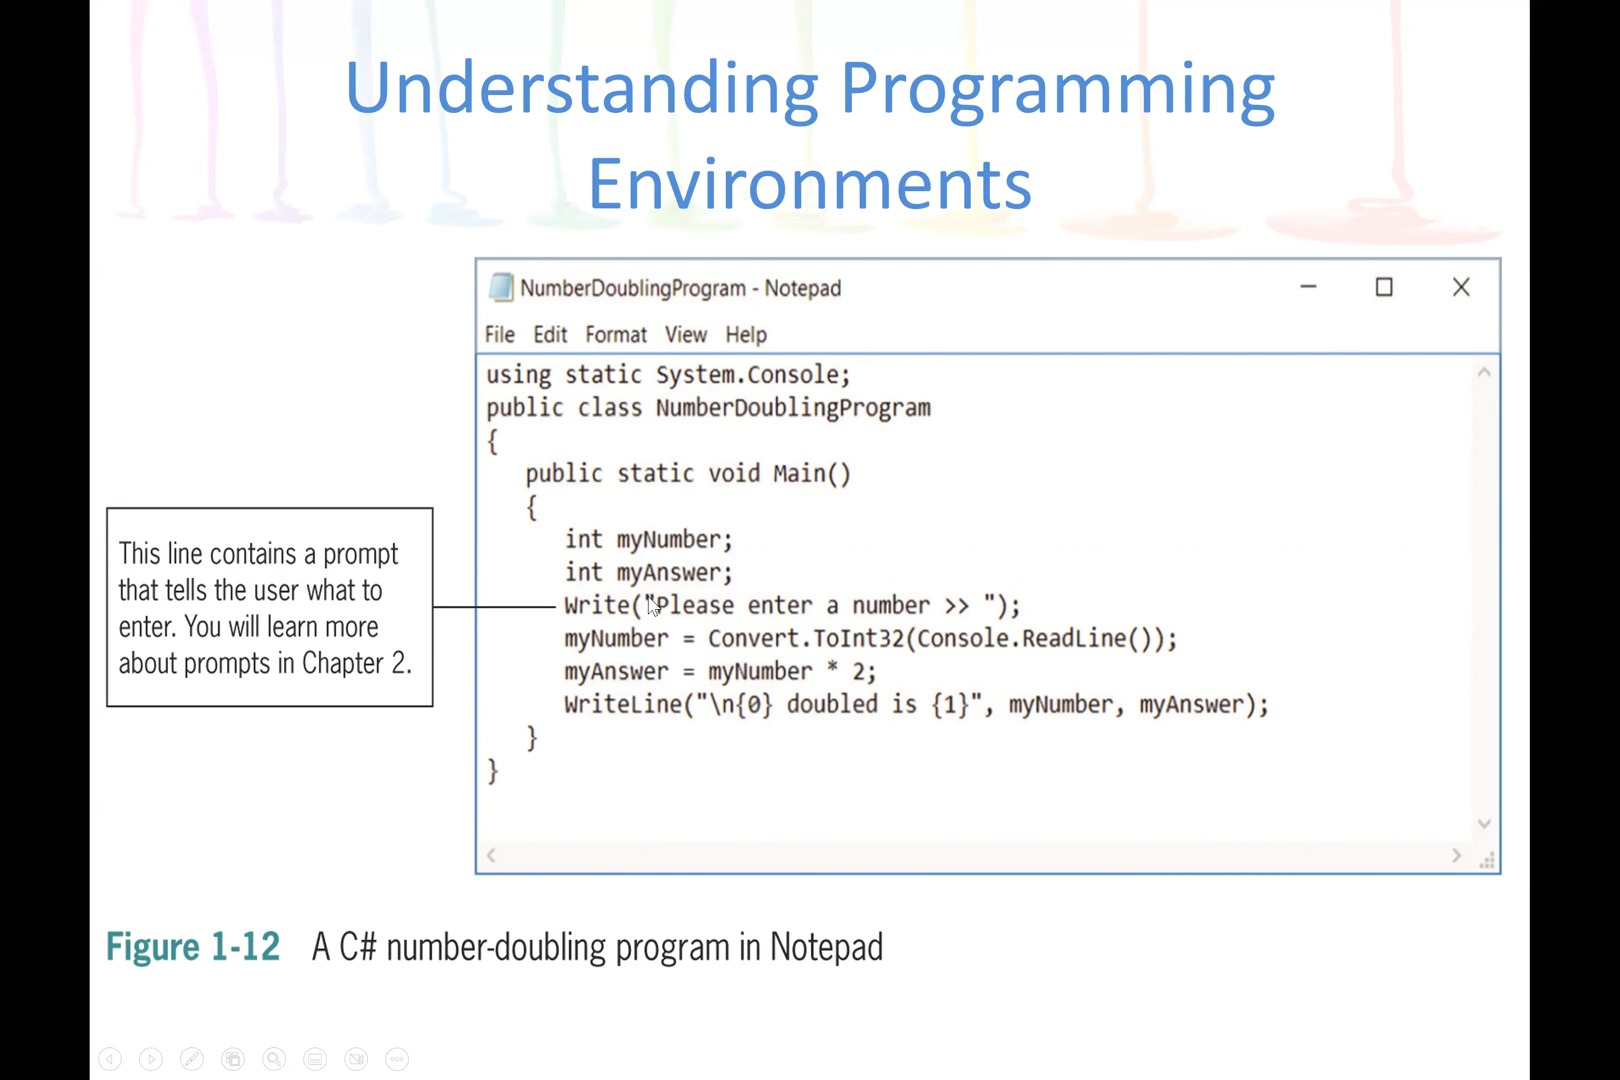 Understanding Programming
Environments
NumberDoublingProgram - Notepad
File Edit Format View Help
using static System.Console;
public class NumberDoublingProgram
{
public static void Main()
{
int myNumber;
int myAnswer;
Write("Please enter a number >> ");
myNumber = Convert.ToInt32(Console.ReadLine());
myAnswer = myNumber * 2;
WriteLine("\n{0} doubled is {1}", myNumber, myAnswer);
}
}
This line contains a prompt
that tells the user what to
enter. You will learn more
about prompts in Chapter 2.
Figure 1-12 A C# number-doubling program in Notepad